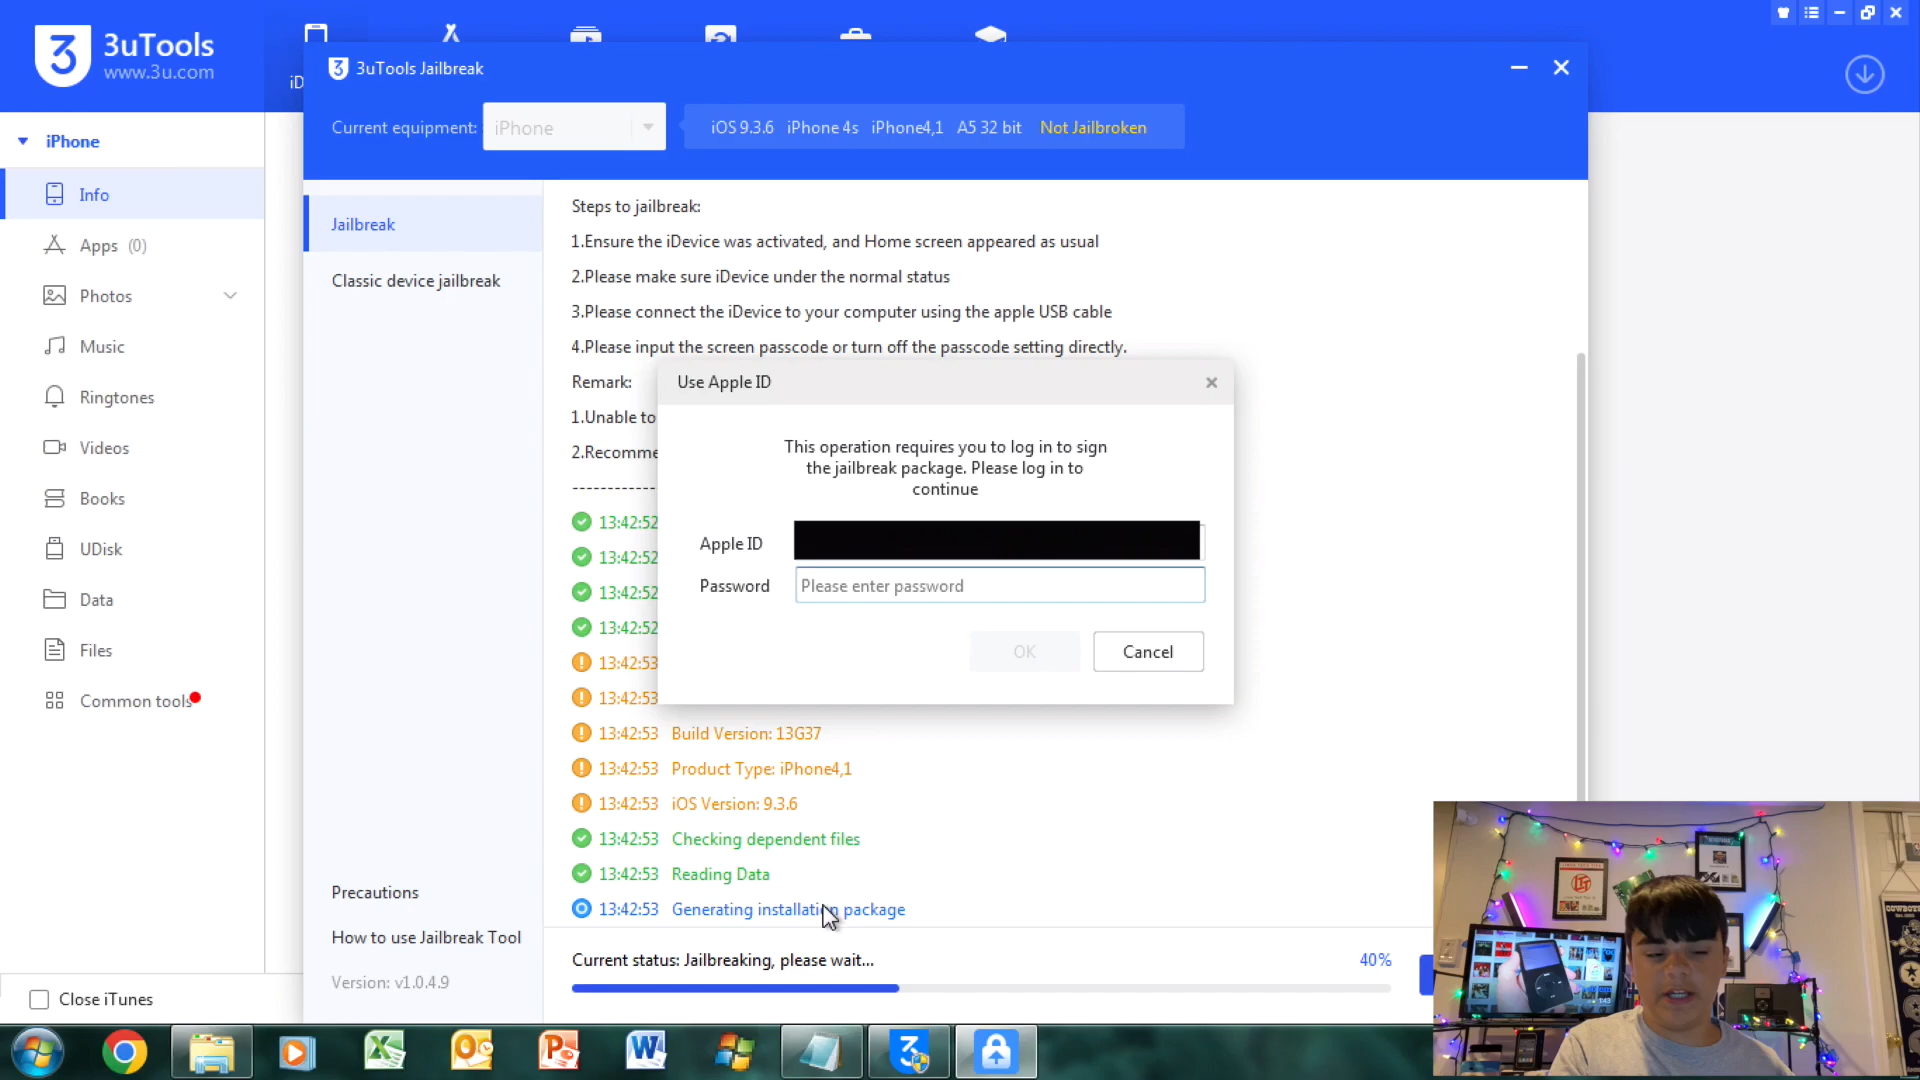 3uTools
www.3u.com
3uTools Jailbreak
Current equipment:
iPhone
iOS 9.3.6 iPhone 4s iPhone4,1 A5 32 bit Not Jailbroken
iPhone
Info
Apps (0)
Photos
Music
Ringtones
Videos
Books
UDisk
Data
Files
Common tools
Close iTunes
Jailbreak
Classic device jailbreak
Precautions
How to use Jailbreak Tool
Version: v1.0.4.9
Steps to jailbreak:
1.Ensure the iDevice was activated, and Home screen appeared as usual
2.Please make sure iDevice under the normal status
3.Please connect the iDevice to your computer using the apple USB cable
4.Please input the screen passcode or turn off the passcode setting directly.
Remark:
1.Unable to
Use Apple ID
This operation requires you to log in to sign
the jailbreak package. Please log in to
continue
Apple ID
Password
Please enter password
OK
Cancel
13:42:52
13:42:52
13:42:52
13:42:52
13:42:53
13:42:53
13:42:53 Build Version: 13G37
13:42:53 Product Type: iPhone4,1
13:42:53 iOS Version: 9.3.6
13:42:53 Checking dependent files
13:42:53 Reading Data
13:42:53 Generating installation package
Current status: Jailbreaking, please wait...
40%
COWBOYS